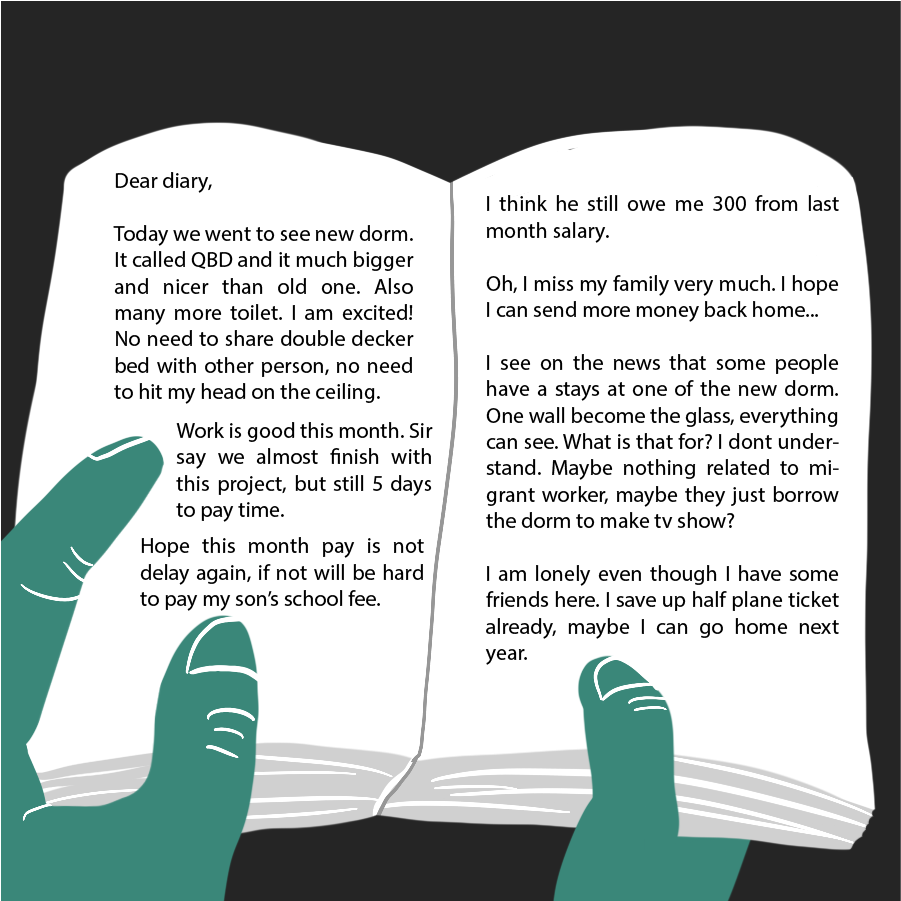 Dear diary,
Today we went to see new dorm.
It called QBD and it much bigger
and nicer than old one. Also
many more toilet. I am excited!
No need to share double decker
bed with other person, no need
to hit my head on the ceiling.
Work is good this month. Sir
say we almost finish with
this project, but still 5 days
to pay time.
Hope this month pay is not
delay again, if not will be hard
to pay my son’s school fee.
I think he still owe me 300 from last
month salary.
Oh, I miss my family very much. I hope
I can send more money back home...
I see on the news that some people
have a stays at one of the new dorm.
One wall become the glass, everything
can see. What is that for? I dont under-
stand. Maybe nothing related to mi-
grant worker, maybe they just borrow
the dorm to make tv show?
I am lonely even though I have some
friends here. I save up half plane ticket
already, maybe I can go home next
year.